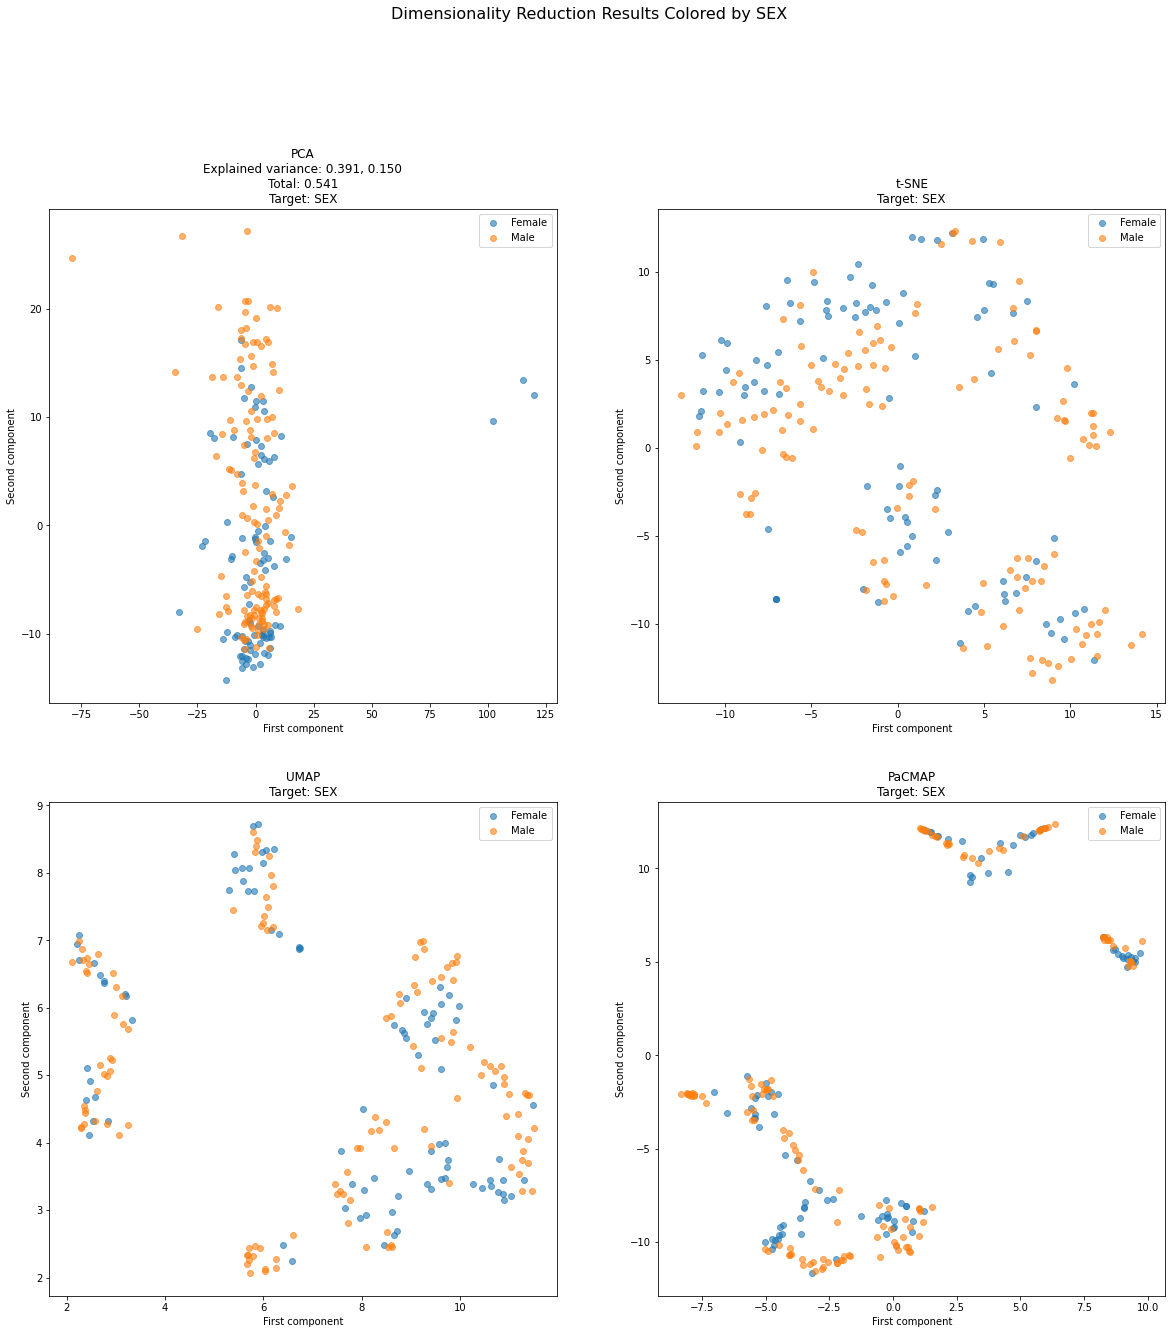 Dimensionality Reduction Results Colored by SEX
PCA
Explained variance: 0.391, 0.150
Total: 0.541
Target: SEX
Female
Male
20
10
0
−10
Second component
−75
−50
−25
0
25
50
75
100
125
First component
t-SNE
Target: SEX
Female
Male
10
5
0
−5
−10
Second component
−10
−5
0
5
10
15
First component
UMAP
Target: SEX
Female
Male
9
8
7
6
5
4
3
2
Second component
2
4
6
8
10
First component
PaCMAP
Target: SEX
Female
Male
10
5
0
−5
−10
Second component
−7.5
−5.0
−2.5
0.0
2.5
5.0
7.5
10.0
First component